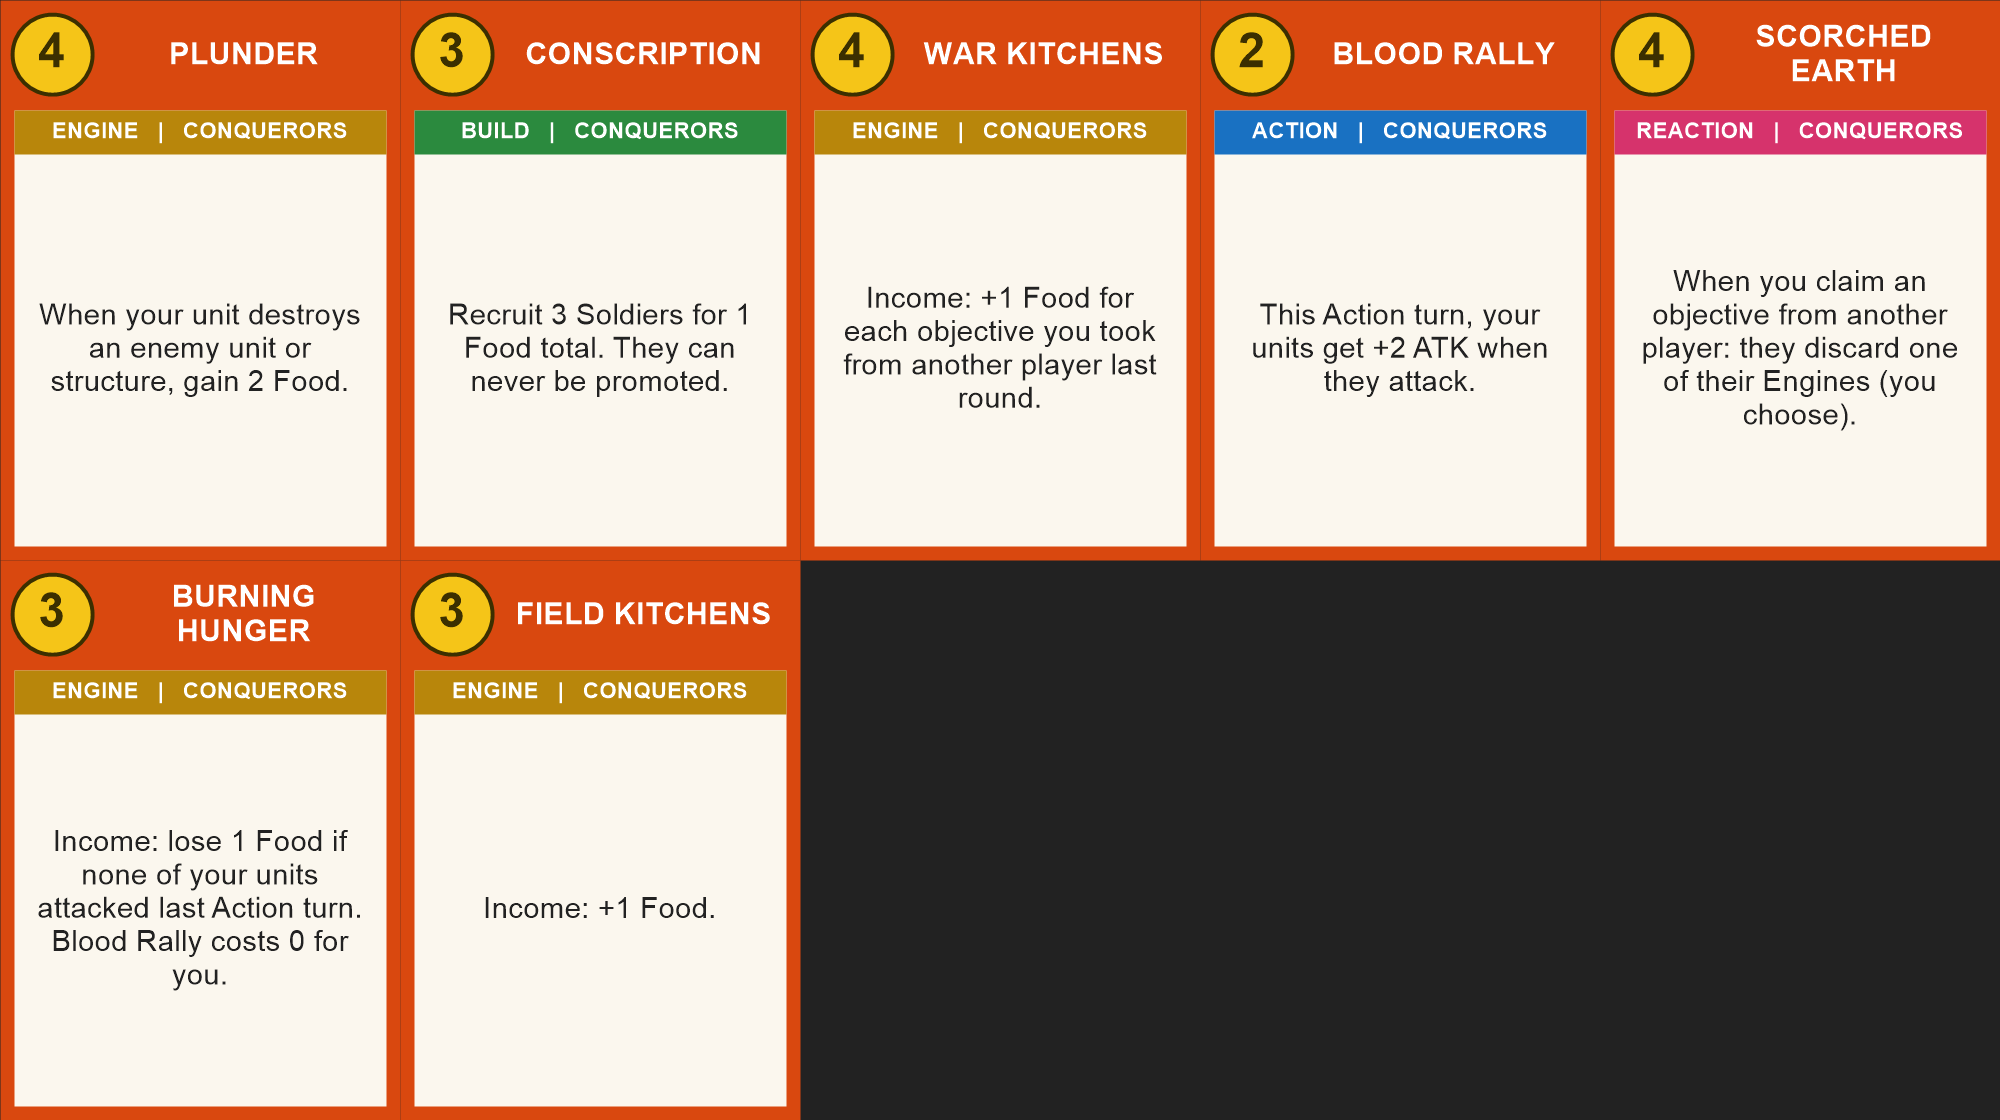 4
PLUNDER
ENGINE | CONQUERORS
When your unit destroys
an enemy unit or
structure, gain 2 Food.
3
CONSCRIPTION
BUILD | CONQUERORS
Recruit 3 Soldiers for 1
Food total. They can
never be promoted.
4
WAR KITCHENS
ENGINE | CONQUERORS
Income: +1 Food for
each objective you took
from another player last
round.
2
BLOOD RALLY
ACTION | CONQUERORS
This Action turn, your
units get +2 ATK when
they attack.
4
SCORCHED
EARTH
REACTION | CONQUERORS
When you claim an
objective from another
player: they discard one
of their Engines (you
choose).
3
BURNING
HUNGER
ENGINE | CONQUERORS
Income: lose 1 Food if
none of your units
attacked last Action turn.
Blood Rally costs 0 for
you.
3
FIELD KITCHENS
ENGINE | CONQUERORS
Income: +1 Food.